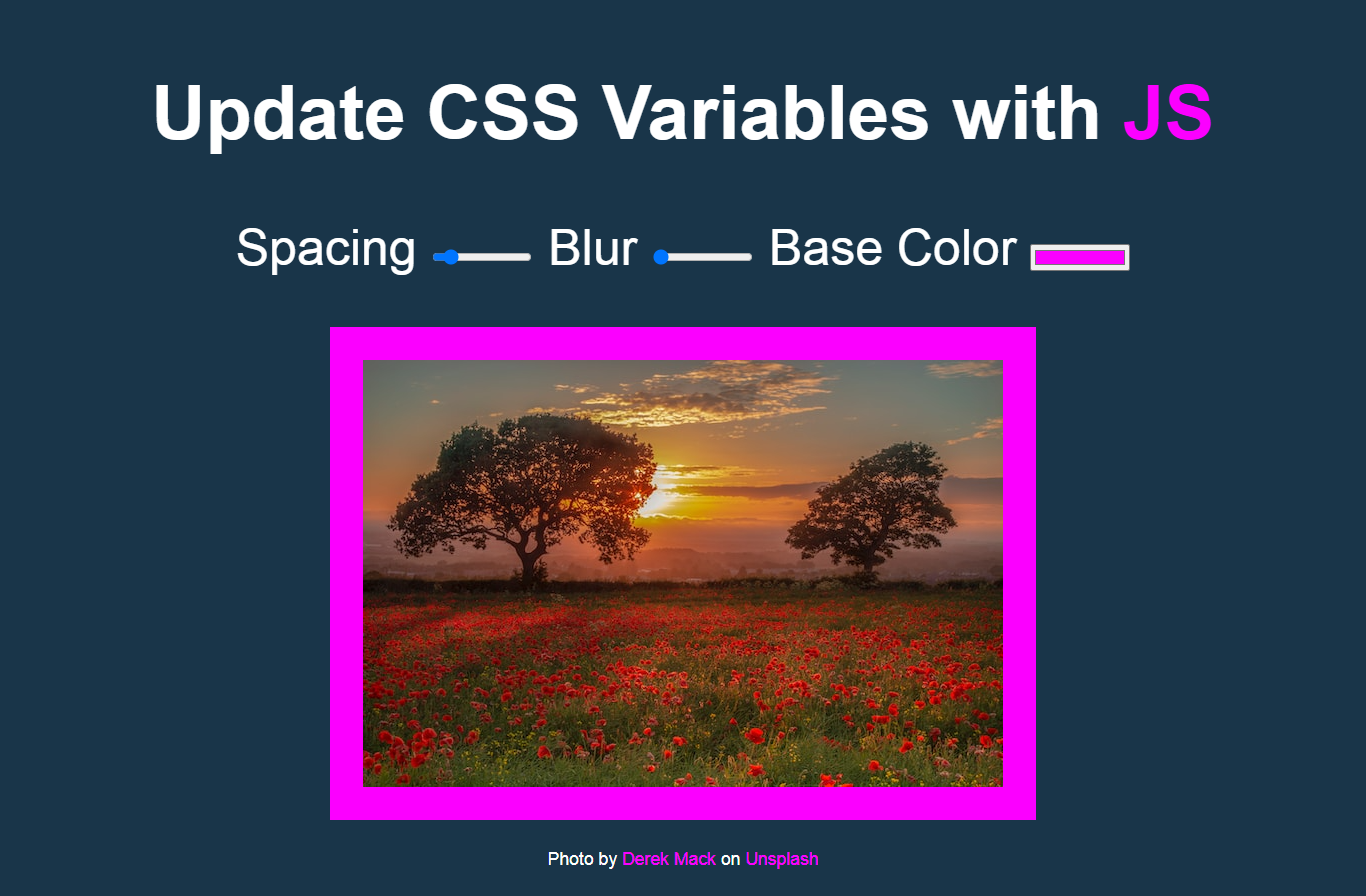 Update CSS Variables with JS
Spacing Blur Base Color
Photo by Derek Mack on Unsplash